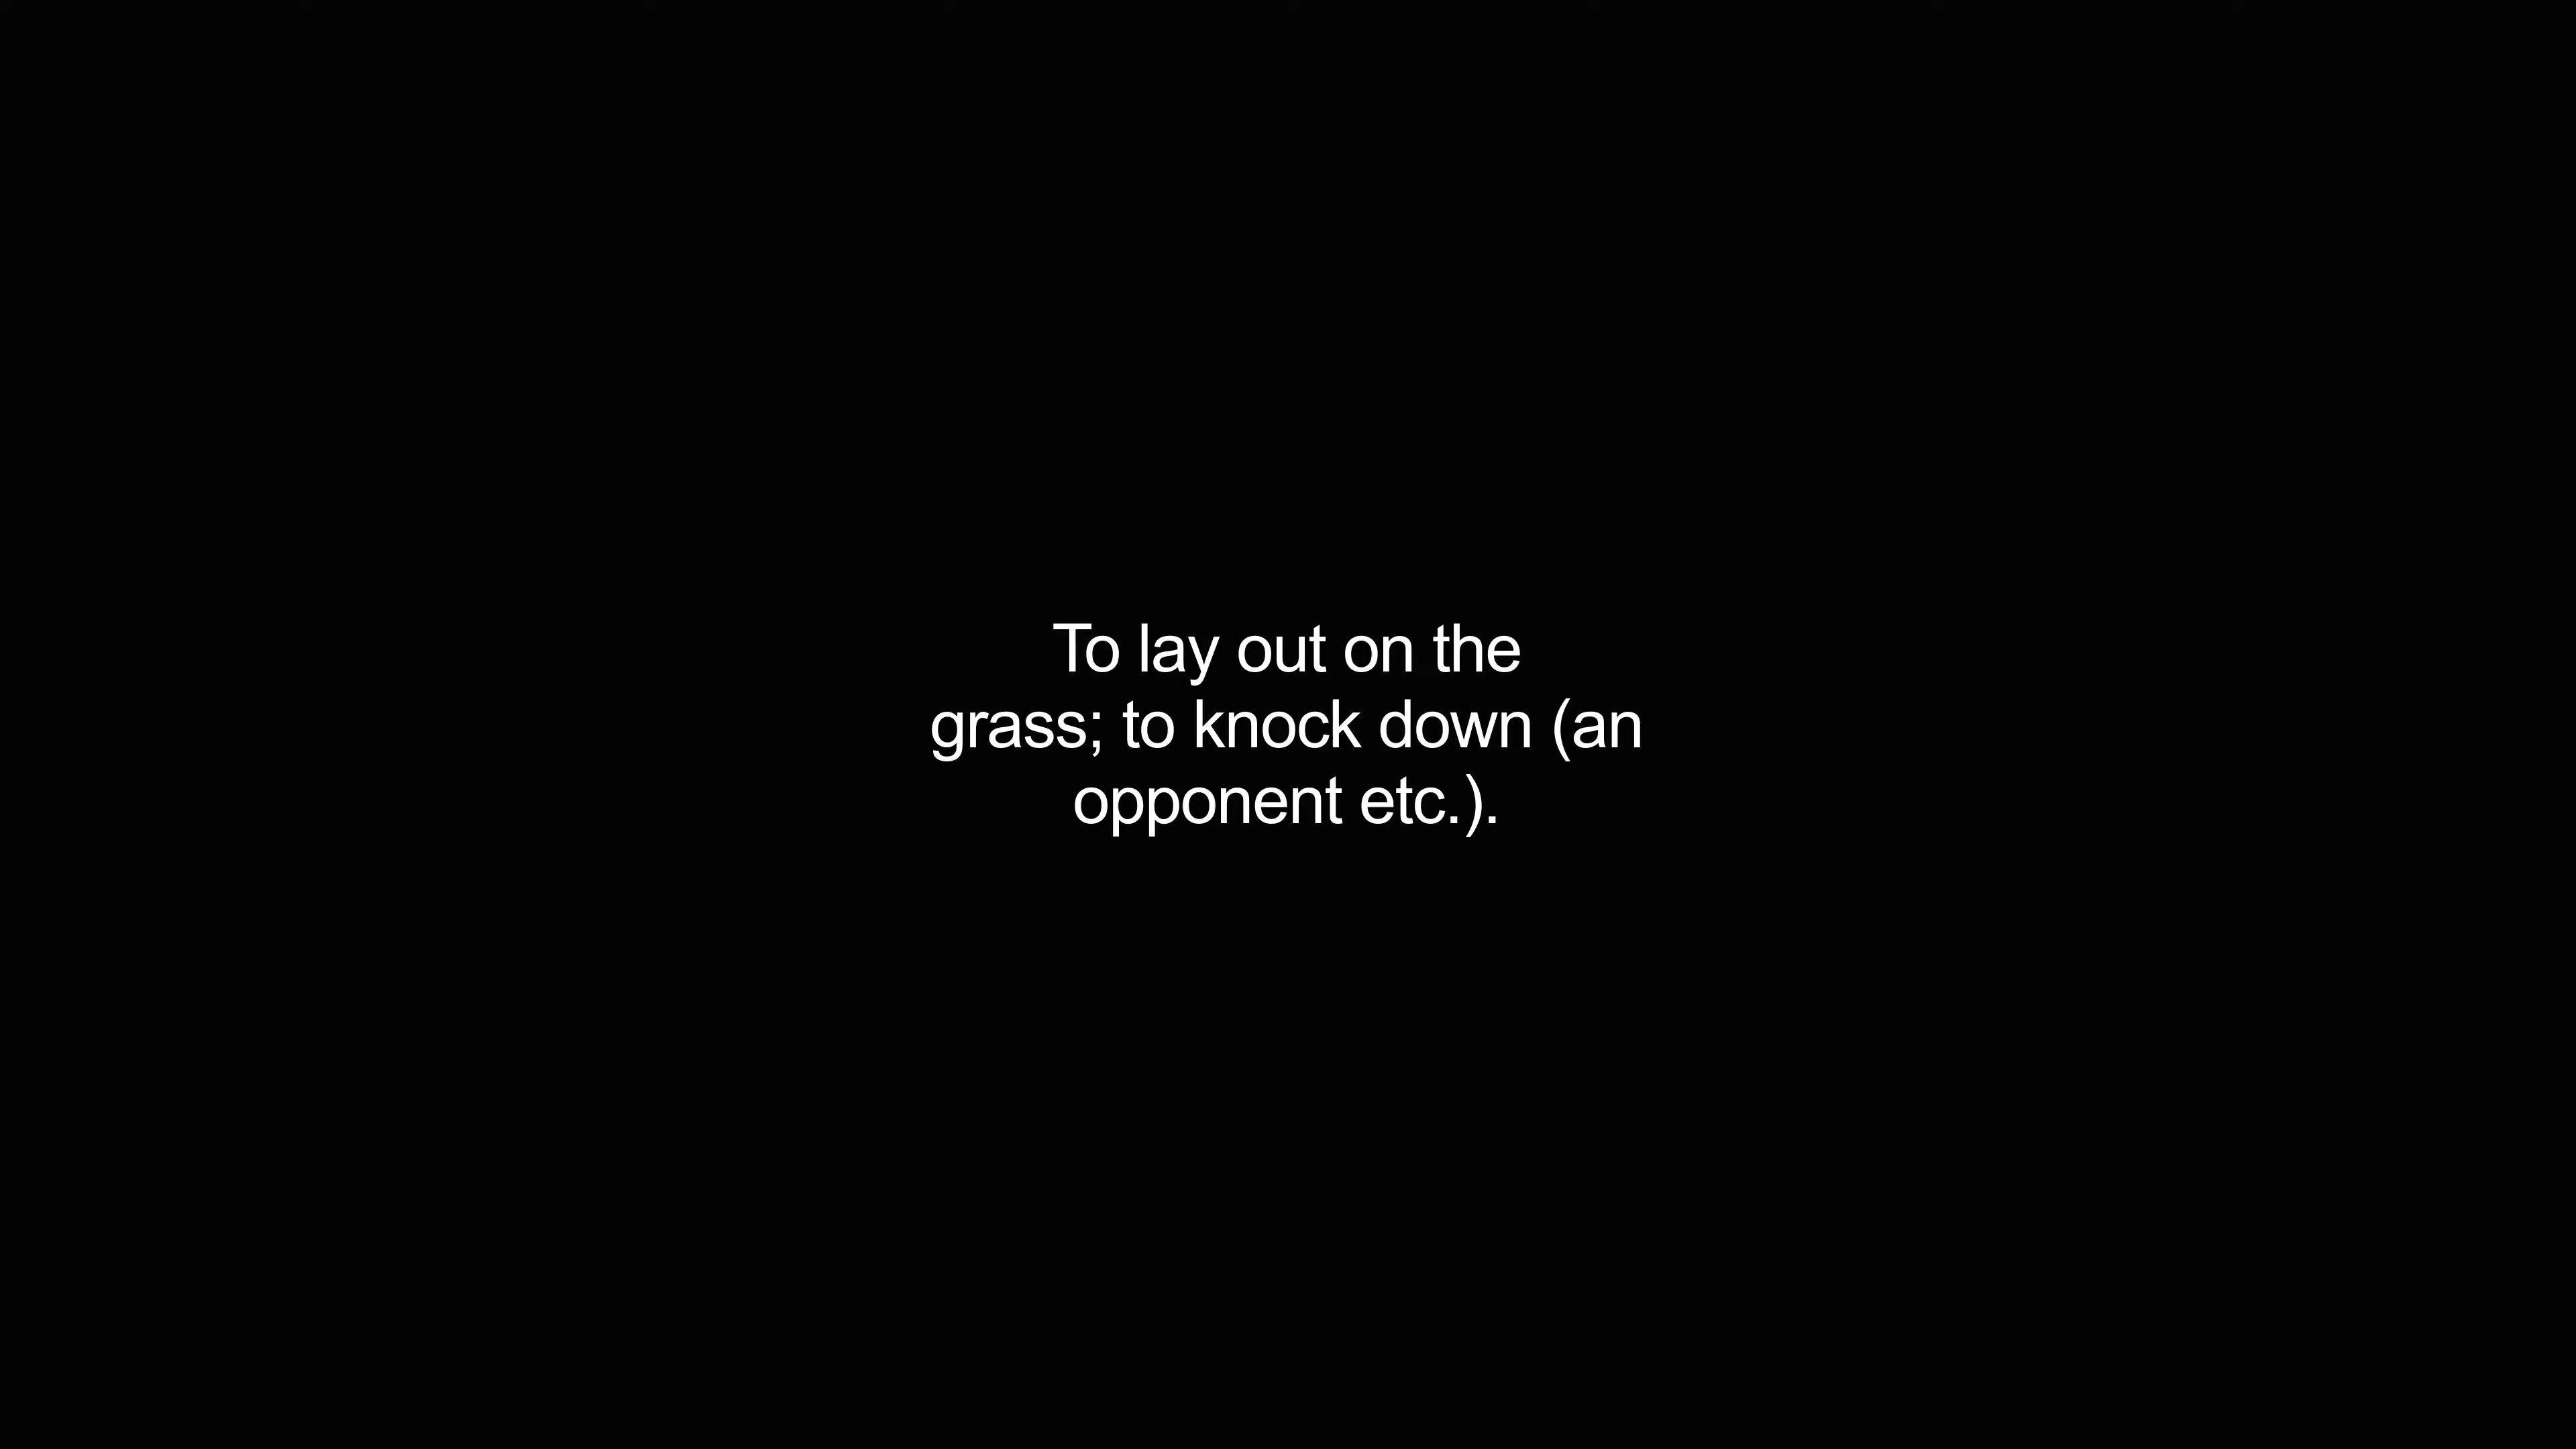 To lay out on the
grass; to knock down (an
opponent etc.).